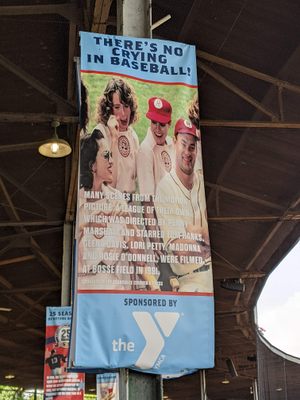 THERE'S NO
CRYING
IN BASEBALL!
MANY SCENES FROM THE MOTION
PICTURE, A LEAGUE OF THEIR OWN,
WHICH WAS DIRECTED BY PENNY
MARSHALL AND STARRED TOM HANKS,
GEENA DAVIS, LORI PETTY, MADONNA,
AND ROSIE O'DONNELL, WERE FILMED
AT BOSSE FIELD IN 1991.
SPONSORED BY
the Y
YMCA
25 SEAS